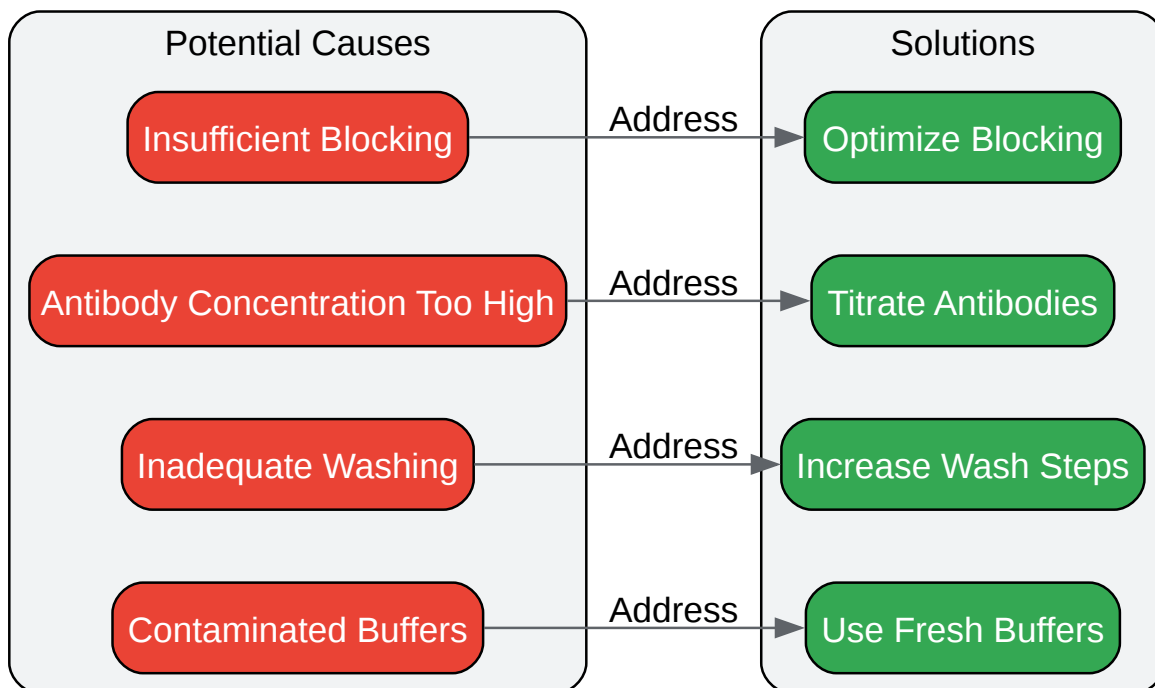 Potential Causes
Solutions
Insufficient Blocking
Address
Optimize Blocking
Antibody Concentration Too High
Address
Titrate Antibodies
Inadequate Washing
Address
Increase Wash Steps
Contaminated Buffers
Address
Use Fresh Buffers